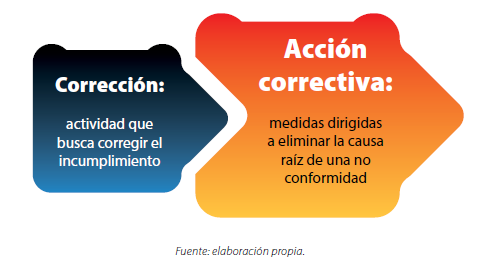 Corrección:
actividad que
busca corregir el
incumplimiento
Acción
correctiva:
medidas dirigidas
a eliminar la causa
raíz de una no
conformidad
Fuente: elaboración propia.